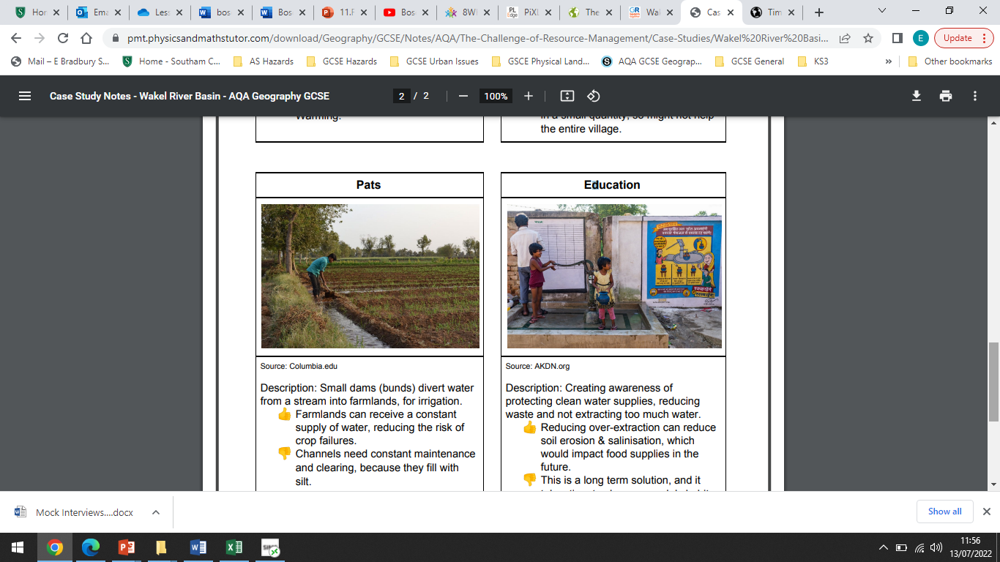 Hor
Ema
Less
bos
Bos
11.F
Bos
8WI
PiXL
The
Wal
Cas
Tim
pmt.physicsandmathstutor.com/download/Geography/GCSE/Notes/AQA/The-Challenge-of-Resource-Management/Case-Studies/Wakel%20River%20Basi...
E
Update
Mail – E Bradbury S...
Home - Southam C...
AS Hazards
GCSE Hazards
GCSE Urban Issues
GSCE Physical Land...
AQA GCSE Geograp...
GCSE General
KS3
»
Other bookmarks
Case Study Notes - Wakel River Basin - AQA Geography GCSE
2 / 2
100%
Warming.
in a small quantity, so might not help
the entire village.
Pats
Source: Columbia.edu
Description: Small dams (bunds) divert water
from a stream into farmlands, for irrigation.
👍 Farmlands can receive a constant
supply of water, reducing the risk of
crop failures.
👎 Channels need constant maintenance
and clearing, because they fill with
silt.
Education
Source: AKDN.org
Description: Creating awareness of
protecting clean water supplies, reducing
waste and not extracting too much water.
👍 Reducing over-extraction can reduce
soil erosion & salinisation, which
would impact food supplies in the
future.
👎 This is a long term solution, and it
Mock Interviews....docx
Show all
11:56
13/07/2022